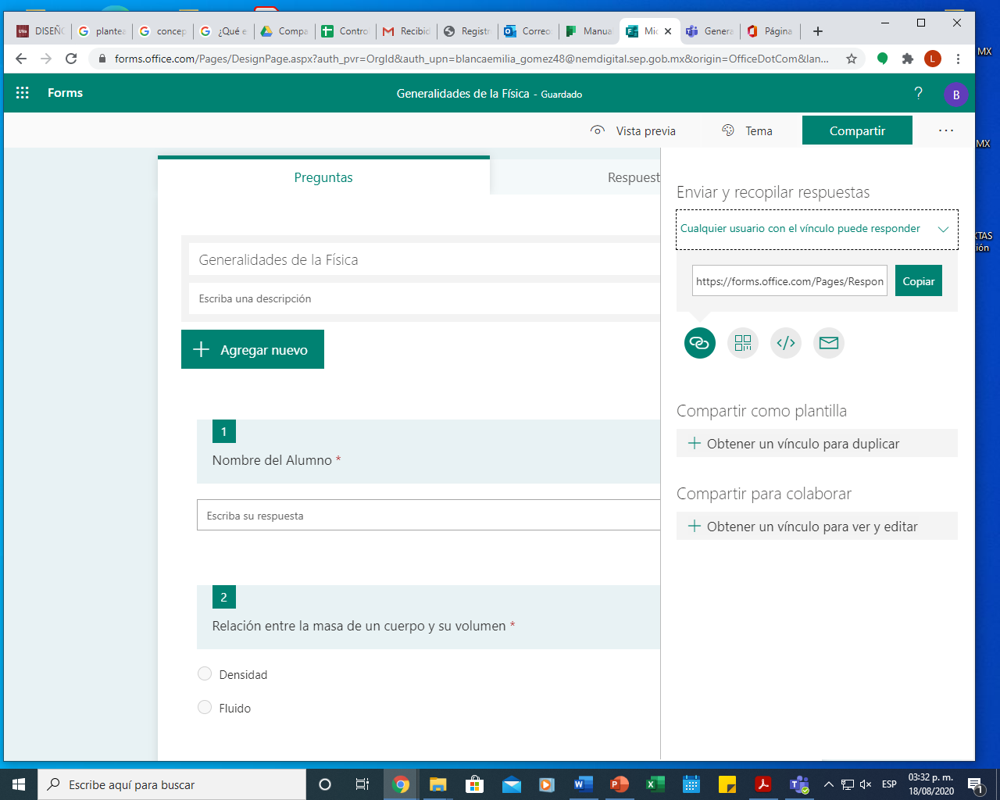 DISEÑ
plantea
concep
¿Qué e
Compa
Contro
Recibid
Registr
Correo
Manual
Mic
Genera
Página
forms.office.com/Pages/DesignPage.aspx?auth_pvr=OrgId&auth_upn=blancaemilia_gomez48@nemdigital.sep.gob.mx&origin=OfficeDotCom&lan...
L
MX
Forms
Generalidades de la Física - Guardado
?
B
Vista previa
Tema
Compartir
MX
Preguntas
Respuest
Enviar y recopilar respuestas
Cualquier usuario con el vínculo puede responder
https://forms.office.com/Pages/Respon
Copiar
Generalidades de la Física
Escriba una descripción
Agregar nuevo
1
Nombre del Alumno *
Escriba su respuesta
2
Relación entre la masa de un cuerpo y su volumen *
Densidad
Fluido
Compartir como plantilla
Obtener un vínculo para duplicar
Compartir para colaborar
Obtener un vínculo para ver y editar
Escribe aquí para buscar
ESP
03:32 p. m.
18/08/2020
1